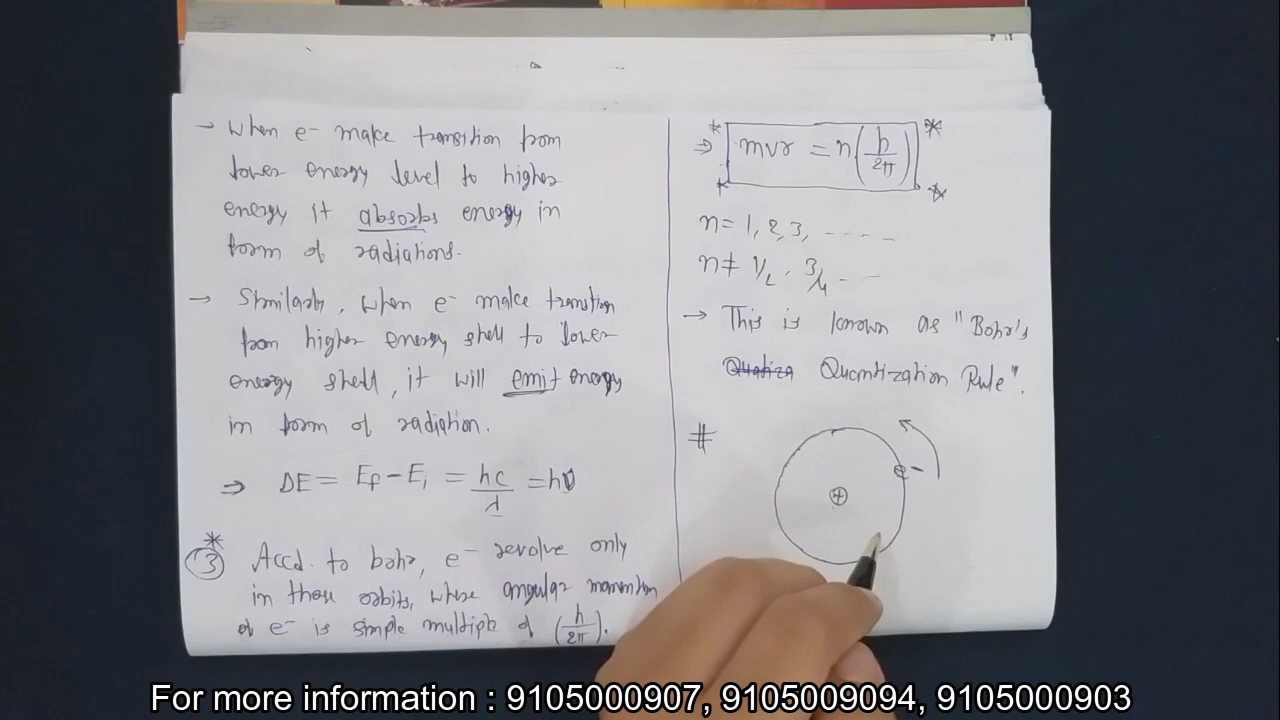 → When e⁻ make transition from
lower energy level to higher
energy it absorbs energy in
form of radiations.
→ Similarly, when e⁻ make transition
from higher energy shell to lower
energy shell, it will emit energy
in form of radiation.
⇒ ΔE = Ef - Ei = hc/λ = hν
* ③ Accd. to bohr, e⁻ revolve only
in those orbits, where angular momentum
of e⁻ is simple multiple of (h/2π).
⇒ mvr = n(h/2π)
n = 1, 2, 3, - - - -
n ≠ 1/2, 3/4 - - -
→ This is known as "Bohr's
Quantization Rule".
#
e⁻
+
For more information : 9105000907, 9105009094, 9105000903